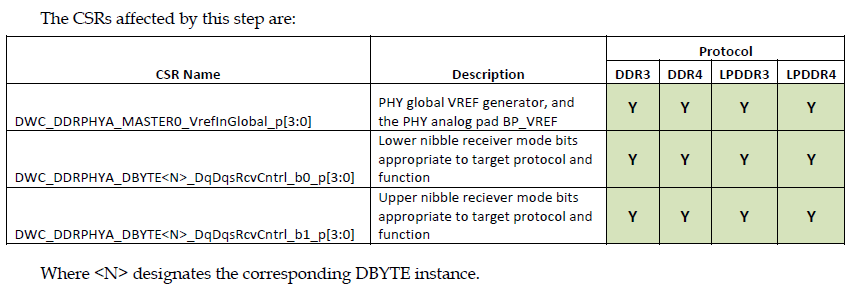 The CSRs affected by this step are:
Protocol
CSR Name Description DDR3 DDR4 LPDDR3 LPDDR4
PHY global VREF generator, and
DWC_DDRPHYA_MASTER0_VrefInGlobal_p[3:0] the PHY analog pad BP_VREF Y Y Y Y
Lower nibble receiver mode bits
appropriate to target protocol and
DWC_DDRPHYA_DBYTE<N>_DqDqsRcvCntrl_b0_p[3:0] function Y Y Y Y
Upper nibble reciever mode bits
appropriate to target protocol and
DWC_DDRPHYA_DBYTE<N>_DqDqsRcvCntrl_b1_p[3:0] function Y Y Y Y
Where <N> designates the corresponding DBYTE instance.